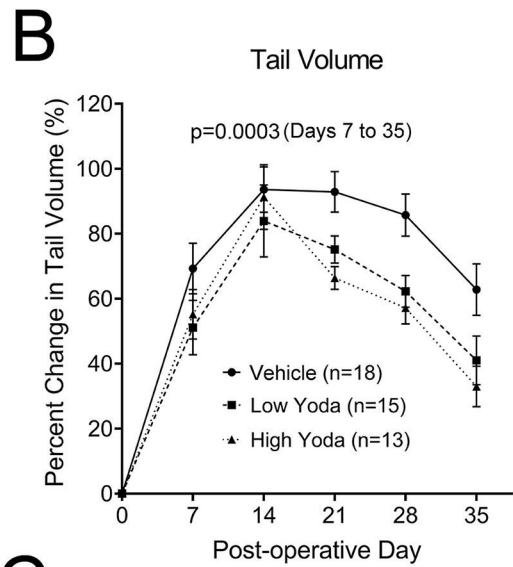 B
Tail Volume
p=0.0003 (Days 7 to 35)
Percent Change in Tail Volume (%)
120
100
80
60
40
20
0
Vehicle (n=18)
Low Yoda (n=15)
High Yoda (n=13)
0 7 14 21 28 35
Post-operative Day